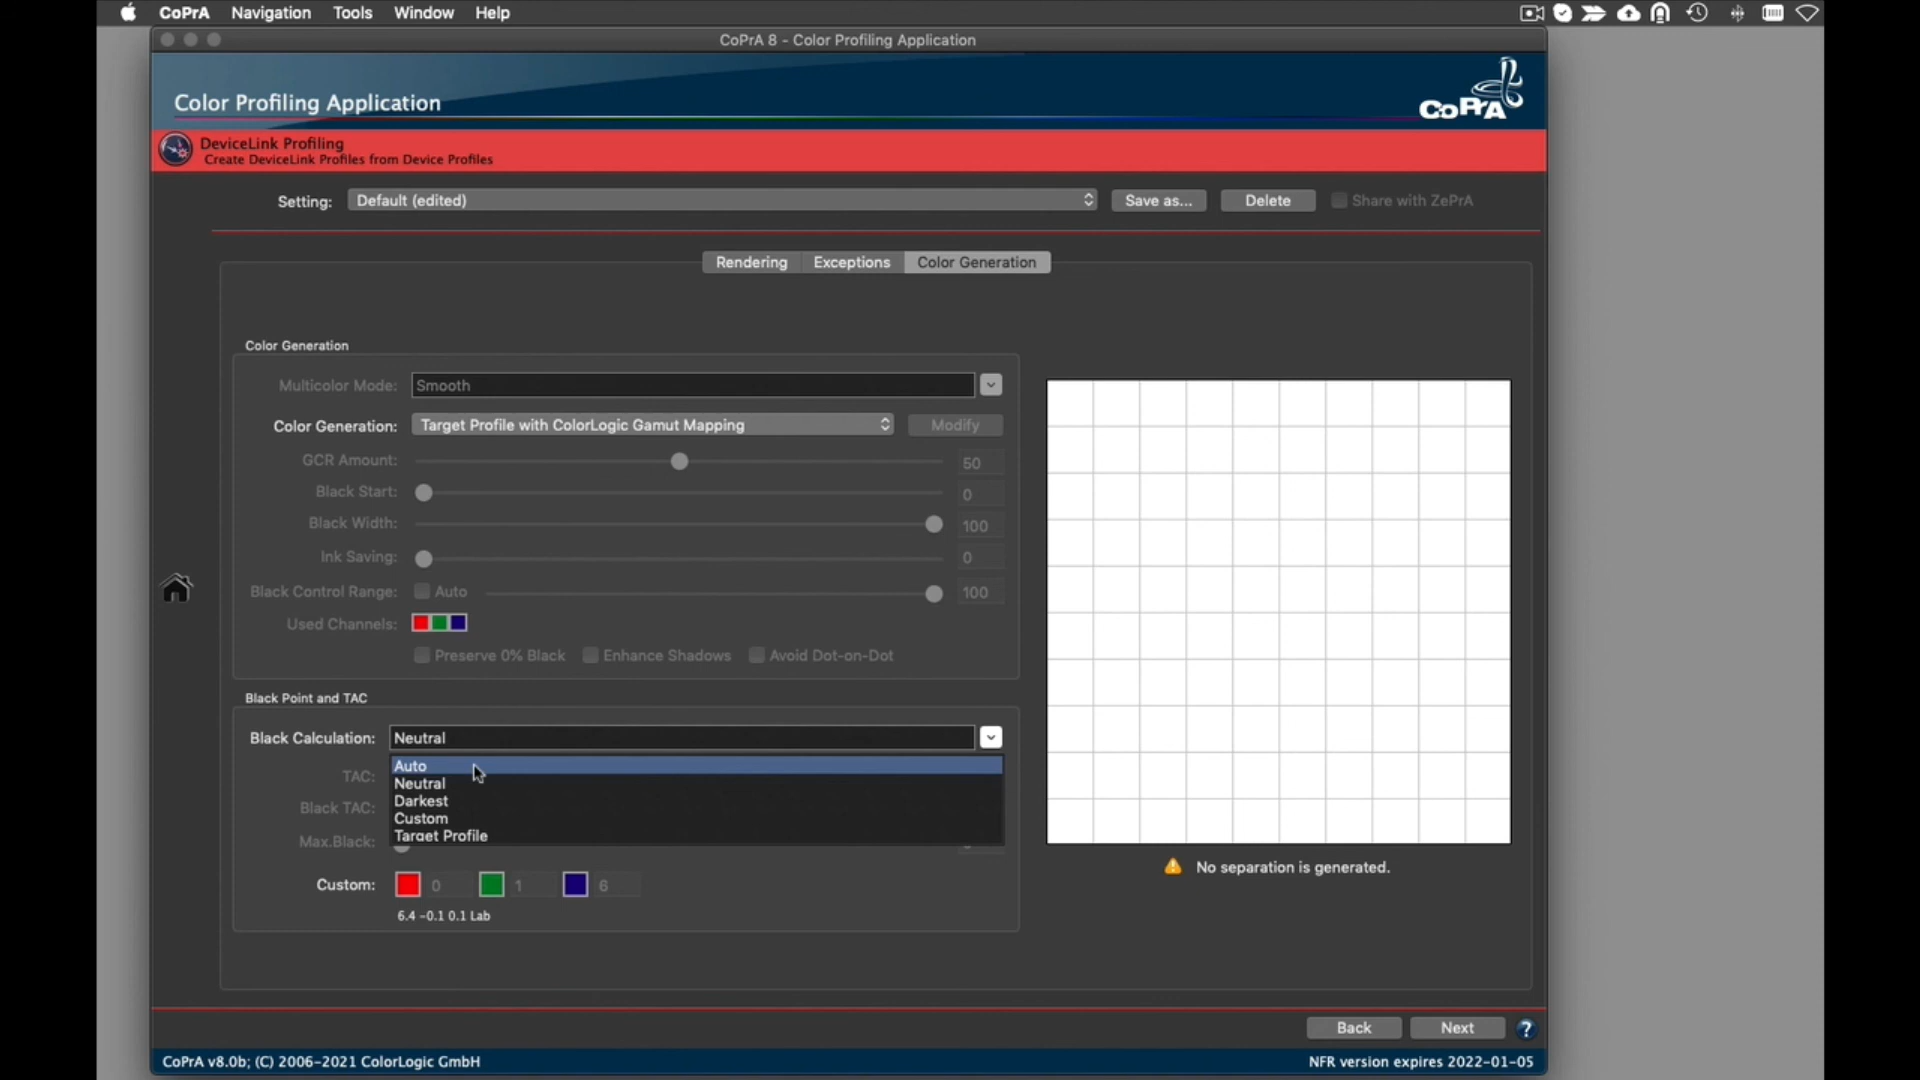 CoPrA Navigation Tools Window Help
CoPrA 8 - Color Profiling Application
Color Profiling Application
CoPrA
DeviceLink Profiling
Create DeviceLink Profiles from Device Profiles
Setting: Default (edited) Save as... Delete Share with ZePrA
Rendering Exceptions Color Generation
Color Generation
Multicolor Mode: Smooth
Color Generation: Target Profile with ColorLogic Gamut Mapping Modify
GCR Amount: 50
Black Start: 0
Black Width: 100
Ink Saving: 0
Black Control Range: Auto 100
Used Channels:
Preserve 0% Black Enhance Shadows Avoid Dot-on-Dot
Black Point and TAC
Black Calculation: Neutral
Auto
TAC:
Neutral
Darkest
Black TAC:
Custom
Target Profile
Max.Black:
No separation is generated.
Custom: 0 1 6
6.4 -0.1 0.1 Lab
Back Next ?
CoPrA v8.0b; (C) 2006-2021 ColorLogic GmbH NFR version expires 2022-01-05